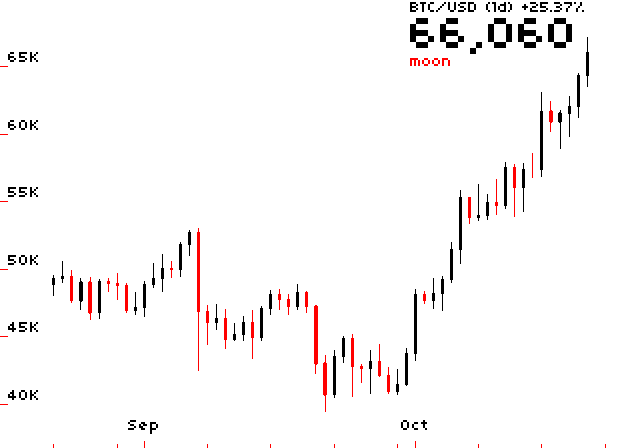 BTC/USD (1d) +25.37%
66,060
moon
65K
60K
55K
50K
45K
40K
Sep Oct